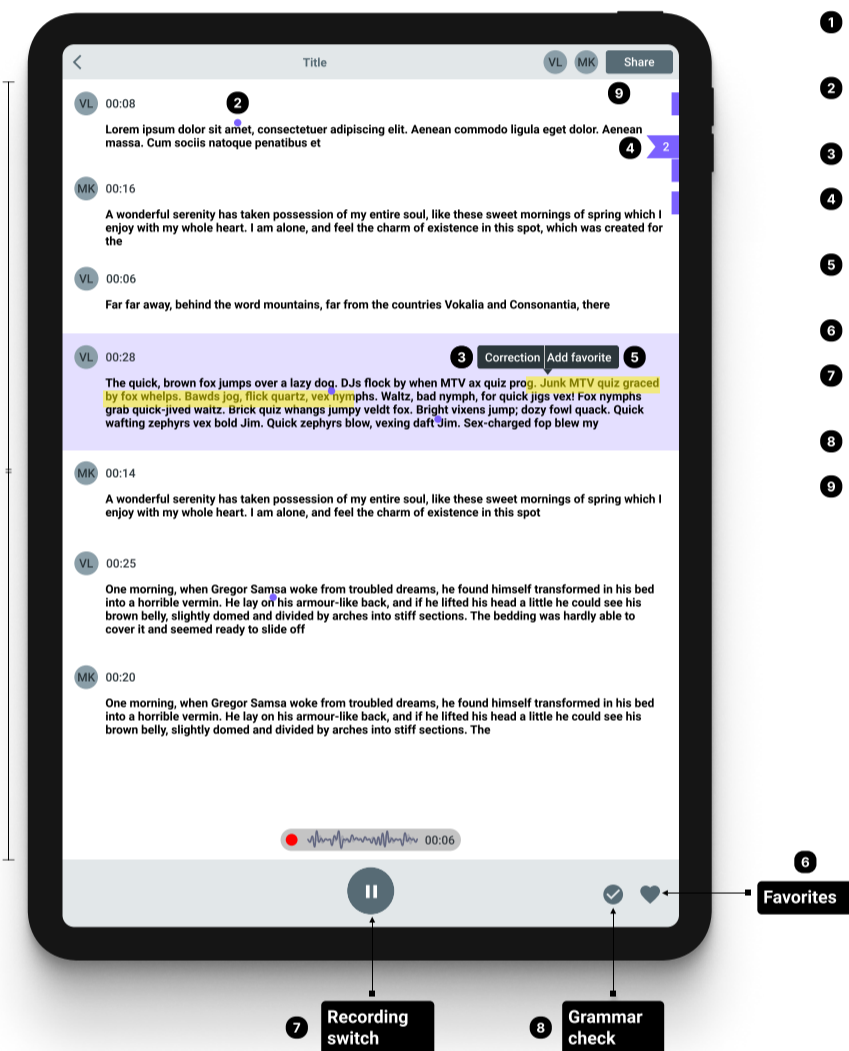 1
Title
VL
MK
Share
9
2
VL 00:08
2
Lorem ipsum dolor sit amet, consectetuer adipiscing elit. Aenean commodo ligula eget dolor. Aenean
massa. Cum sociis natoque penatibus et
4
2
3
MK 00:16
4
A wonderful serenity has taken possession of my entire soul, like these sweet mornings of spring which I
enjoy with my whole heart. I am alone, and feel the charm of existence in this spot, which was created for
the
5
VL 00:06
Far far away, behind the word mountains, far from the countries Vokalia and Consonantia, there
6
VL 00:28
3
Correction
Add favorite
5
7
The quick, brown fox jumps over a lazy dog. DJs flock by when MTV ax quiz prog. Junk MTV quiz graced
by fox whelps. Bawds jog, flick quartz, vex nymphs. Waltz, bad nymph, for quick jigs vex! Fox nymphs
grab quick-jived waltz. Brick quiz whangs jumpy veldt fox. Bright vixens jump; dozy fowl quack. Quick
wafting zephyrs vex bold Jim. Quick zephyrs blow, vexing daft Jim. Sex-charged fop blew my
8
MK 00:14
9
A wonderful serenity has taken possession of my entire soul, like these sweet mornings of spring which I
enjoy with my whole heart. I am alone, and feel the charm of existence in this spot
VL 00:25
One morning, when Gregor Samsa woke from troubled dreams, he found himself transformed in his bed
into a horrible vermin. He lay on his armour-like back, and if he lifted his head a little he could see his
brown belly, slightly domed and divided by arches into stiff sections. The bedding was hardly able to
cover it and seemed ready to slide off
MK 00:20
One morning, when Gregor Samsa woke from troubled dreams, he found himself transformed in his bed
into a horrible vermin. He lay on his armour-like back, and if he lifted his head a little he could see his
brown belly, slightly domed and divided by arches into stiff sections. The
00:06
6
Favorites
7
Recording
switch
8
Grammar
check